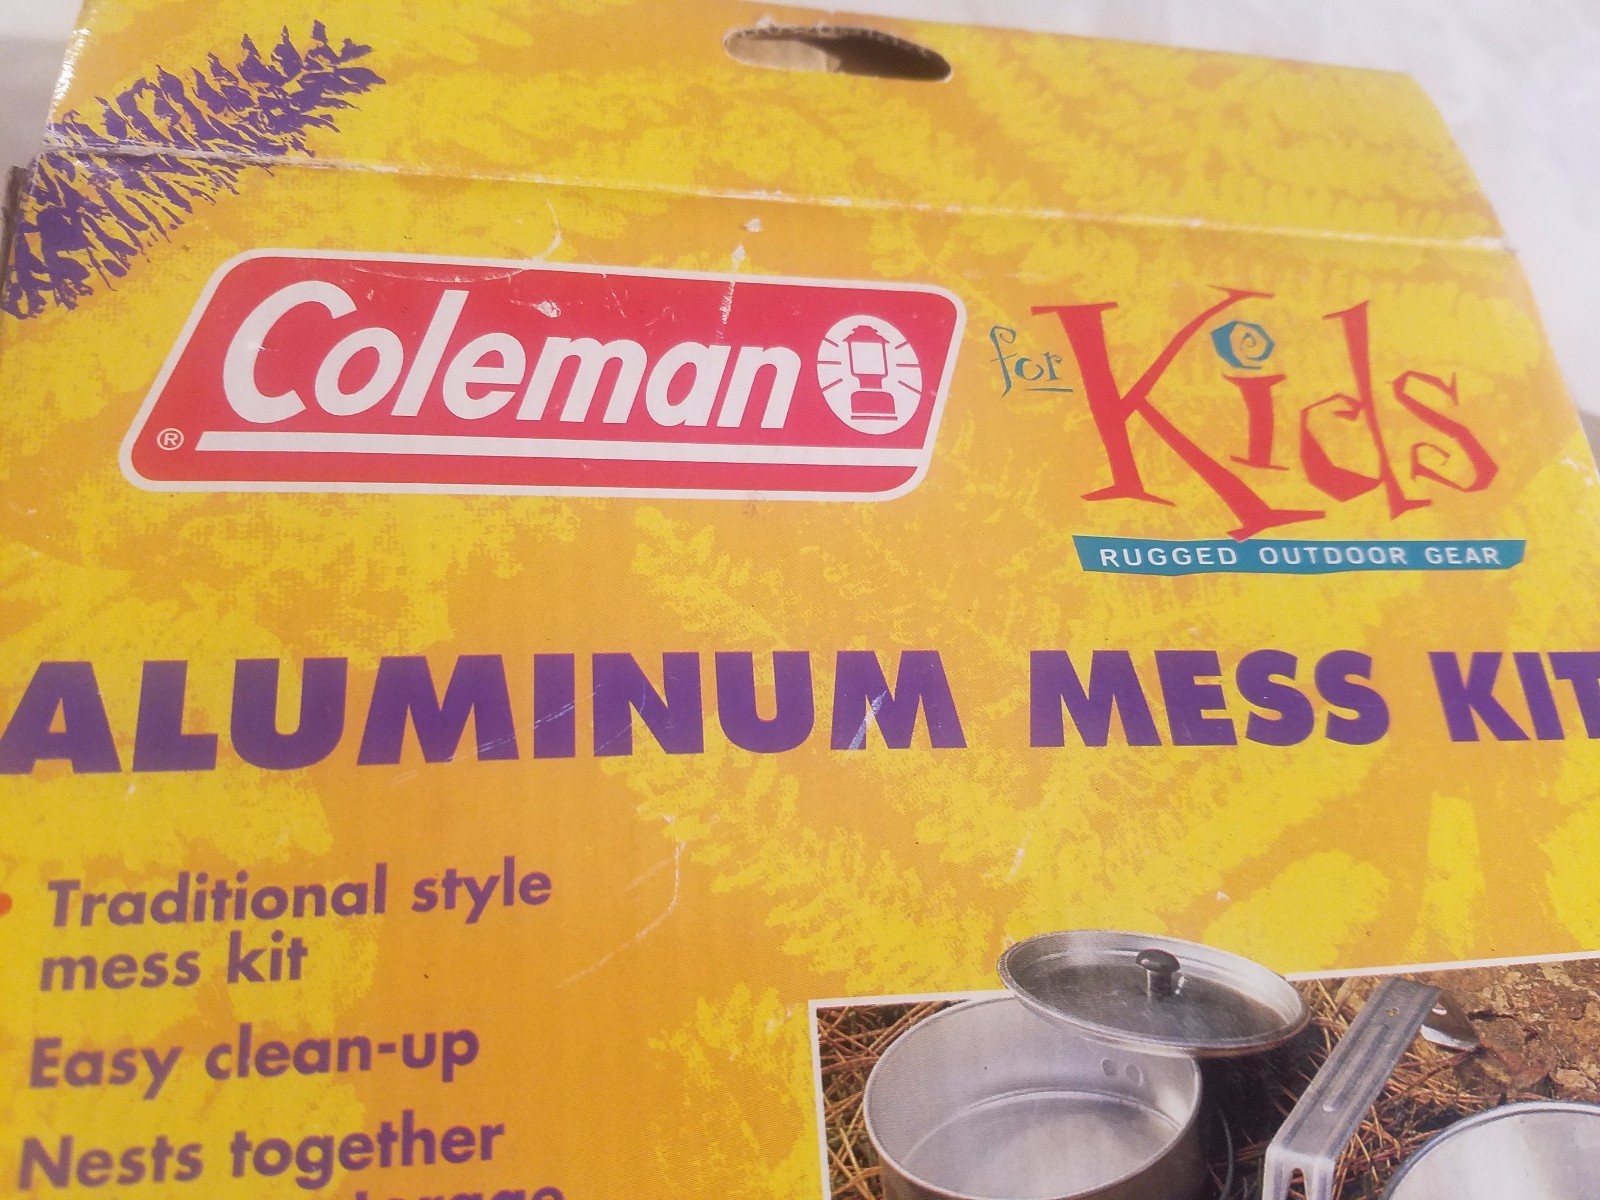 Coleman
®
for Kids
RUGGED OUTDOOR GEAR
ALUMINUM MESS KIT
• Traditional style
mess kit
Easy clean-up
Nests together